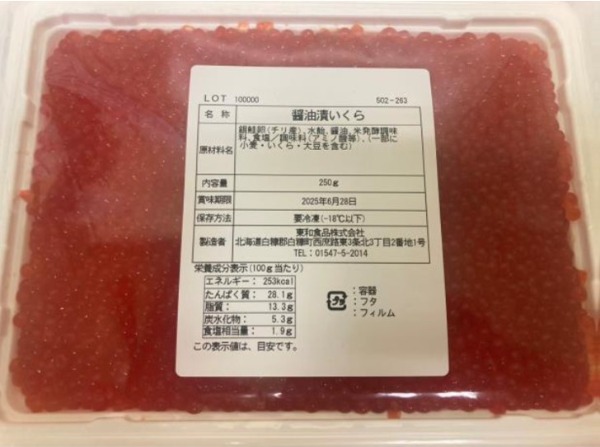 LOT 100000 502-263
名称 醤油漬いくら
銀鮭卵(チリ産)、水飴、醤油、米発酵調味
原材料名 料、食塩／調味料(アミノ酸等)、(一部に
小麦・いくら・大豆を含む)
内容量 250g
賞味期限 2025年6月28日
保存方法 要冷凍(-18℃以下)
東和食品株式会社
製造者 北海道白糠郡白糠町西庶路東3条北3丁目2番地1号
TEL：01547-5-2014
栄養成分表示(100g当たり)
エネルギー： 253kcal
たんぱく質： 28.1g
脂質： 13.3g
炭水化物： 5.3g
食塩相当量： 1.9g
この表示値は、目安です。
：容器
プラ ：フタ
：フィルム